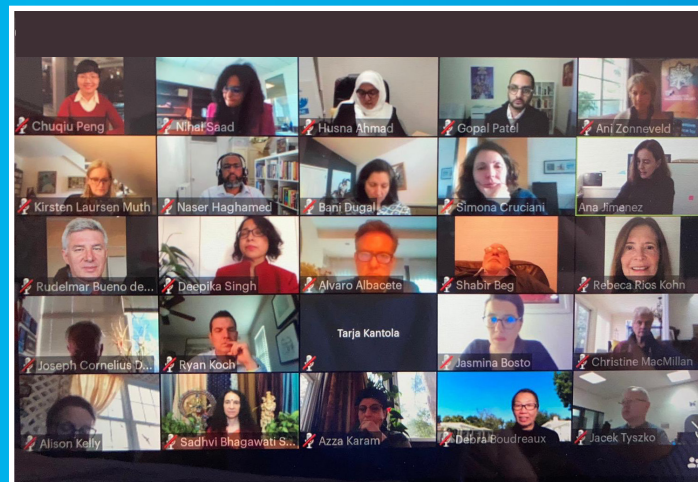 Chuqiu Peng
Nihal Saad
Husna Ahmad
Gopal Patel
Ani Zonneveld
Kirsten Laursen Muth
Naser Haghamed
Bani Dugal
Simona Cruciani
Ana Jimenez
Rudelmar Bueno de...
Deepika Singh
Alvaro Albacete
Shabir Beg
Rebeca Rios Kohn
Joseph Cornelius D...
Ryan Koch
Tarja Kantola
Jasmina Bosto
Christine MacMillan
Alison Kelly
Sadhvi Bhagawati S...
Azza Karam
Debra Boudreaux
Jacek Tyszko